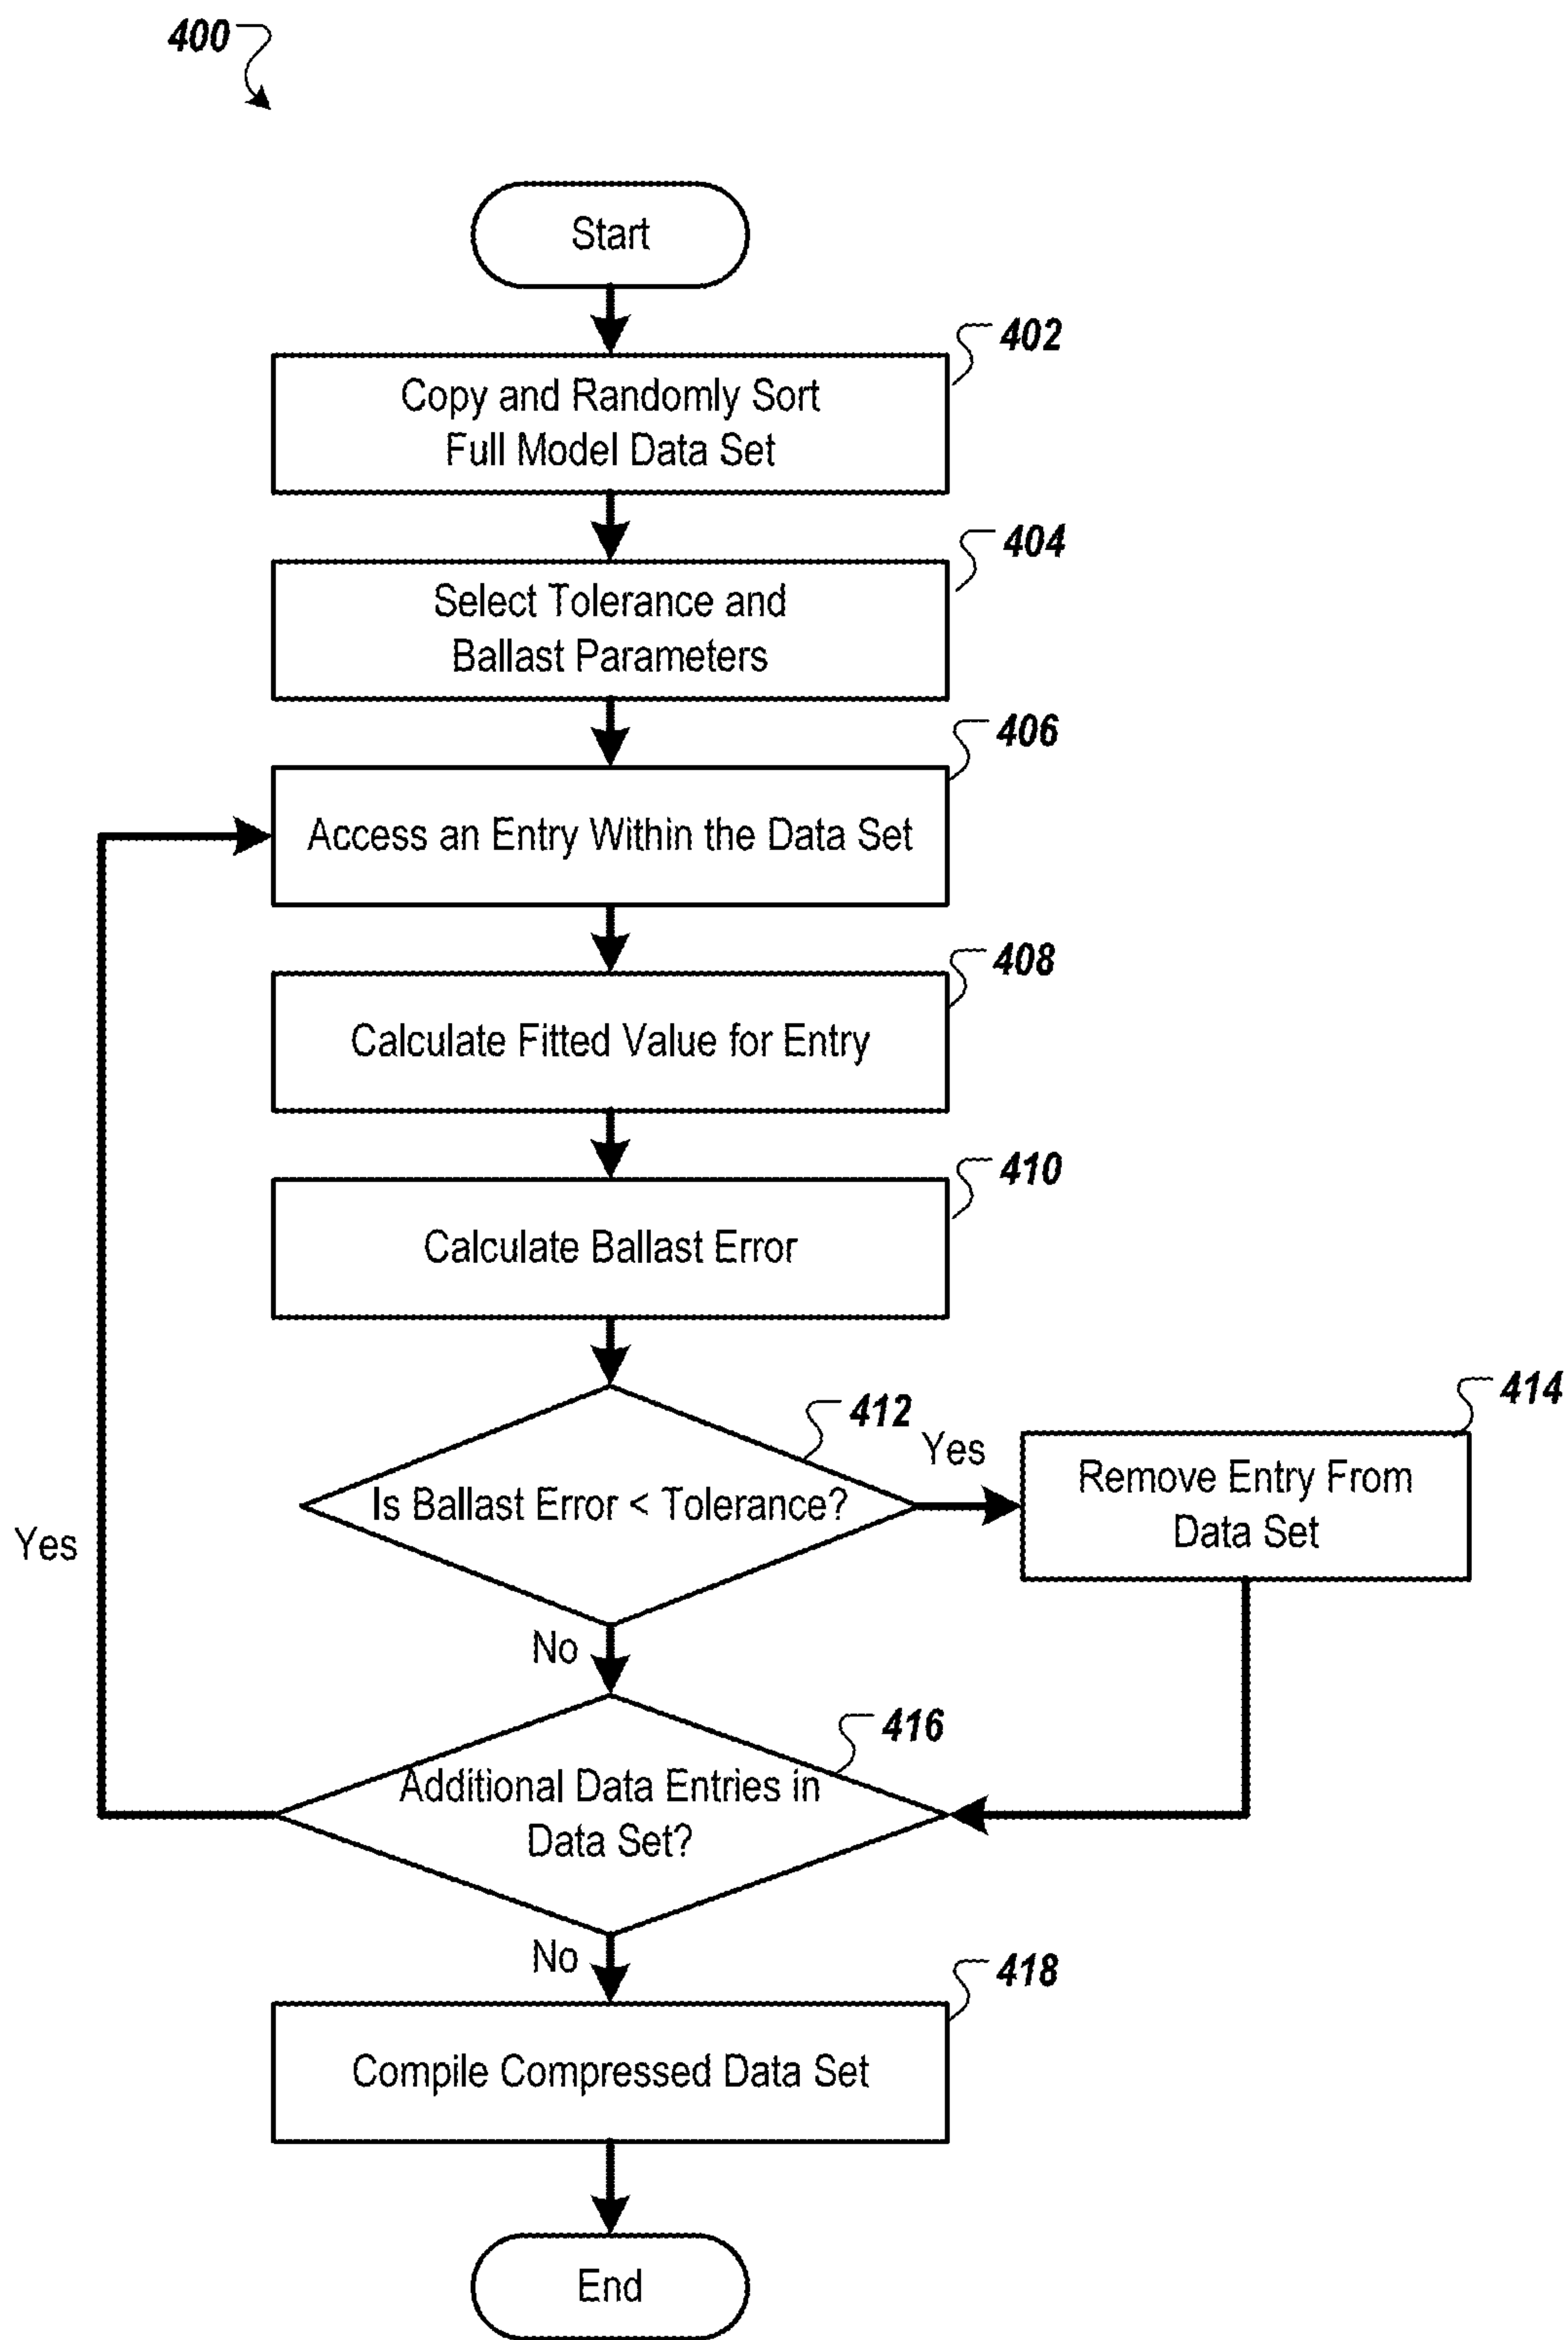 400
Start
402
Copy and Randomly Sort
Full Model Data Set
404
Select Tolerance and
Ballast Parameters
406
Access an Entry Within the Data Set
408
Calculate Fitted Value for Entry
410
Calculate Ballast Error
412
Is Ballast Error < Tolerance?
Yes
414
Remove Entry From
Data Set
Yes
No
416
Additional Data Entries in
Data Set?
No
418
Compile Compressed Data Set
End